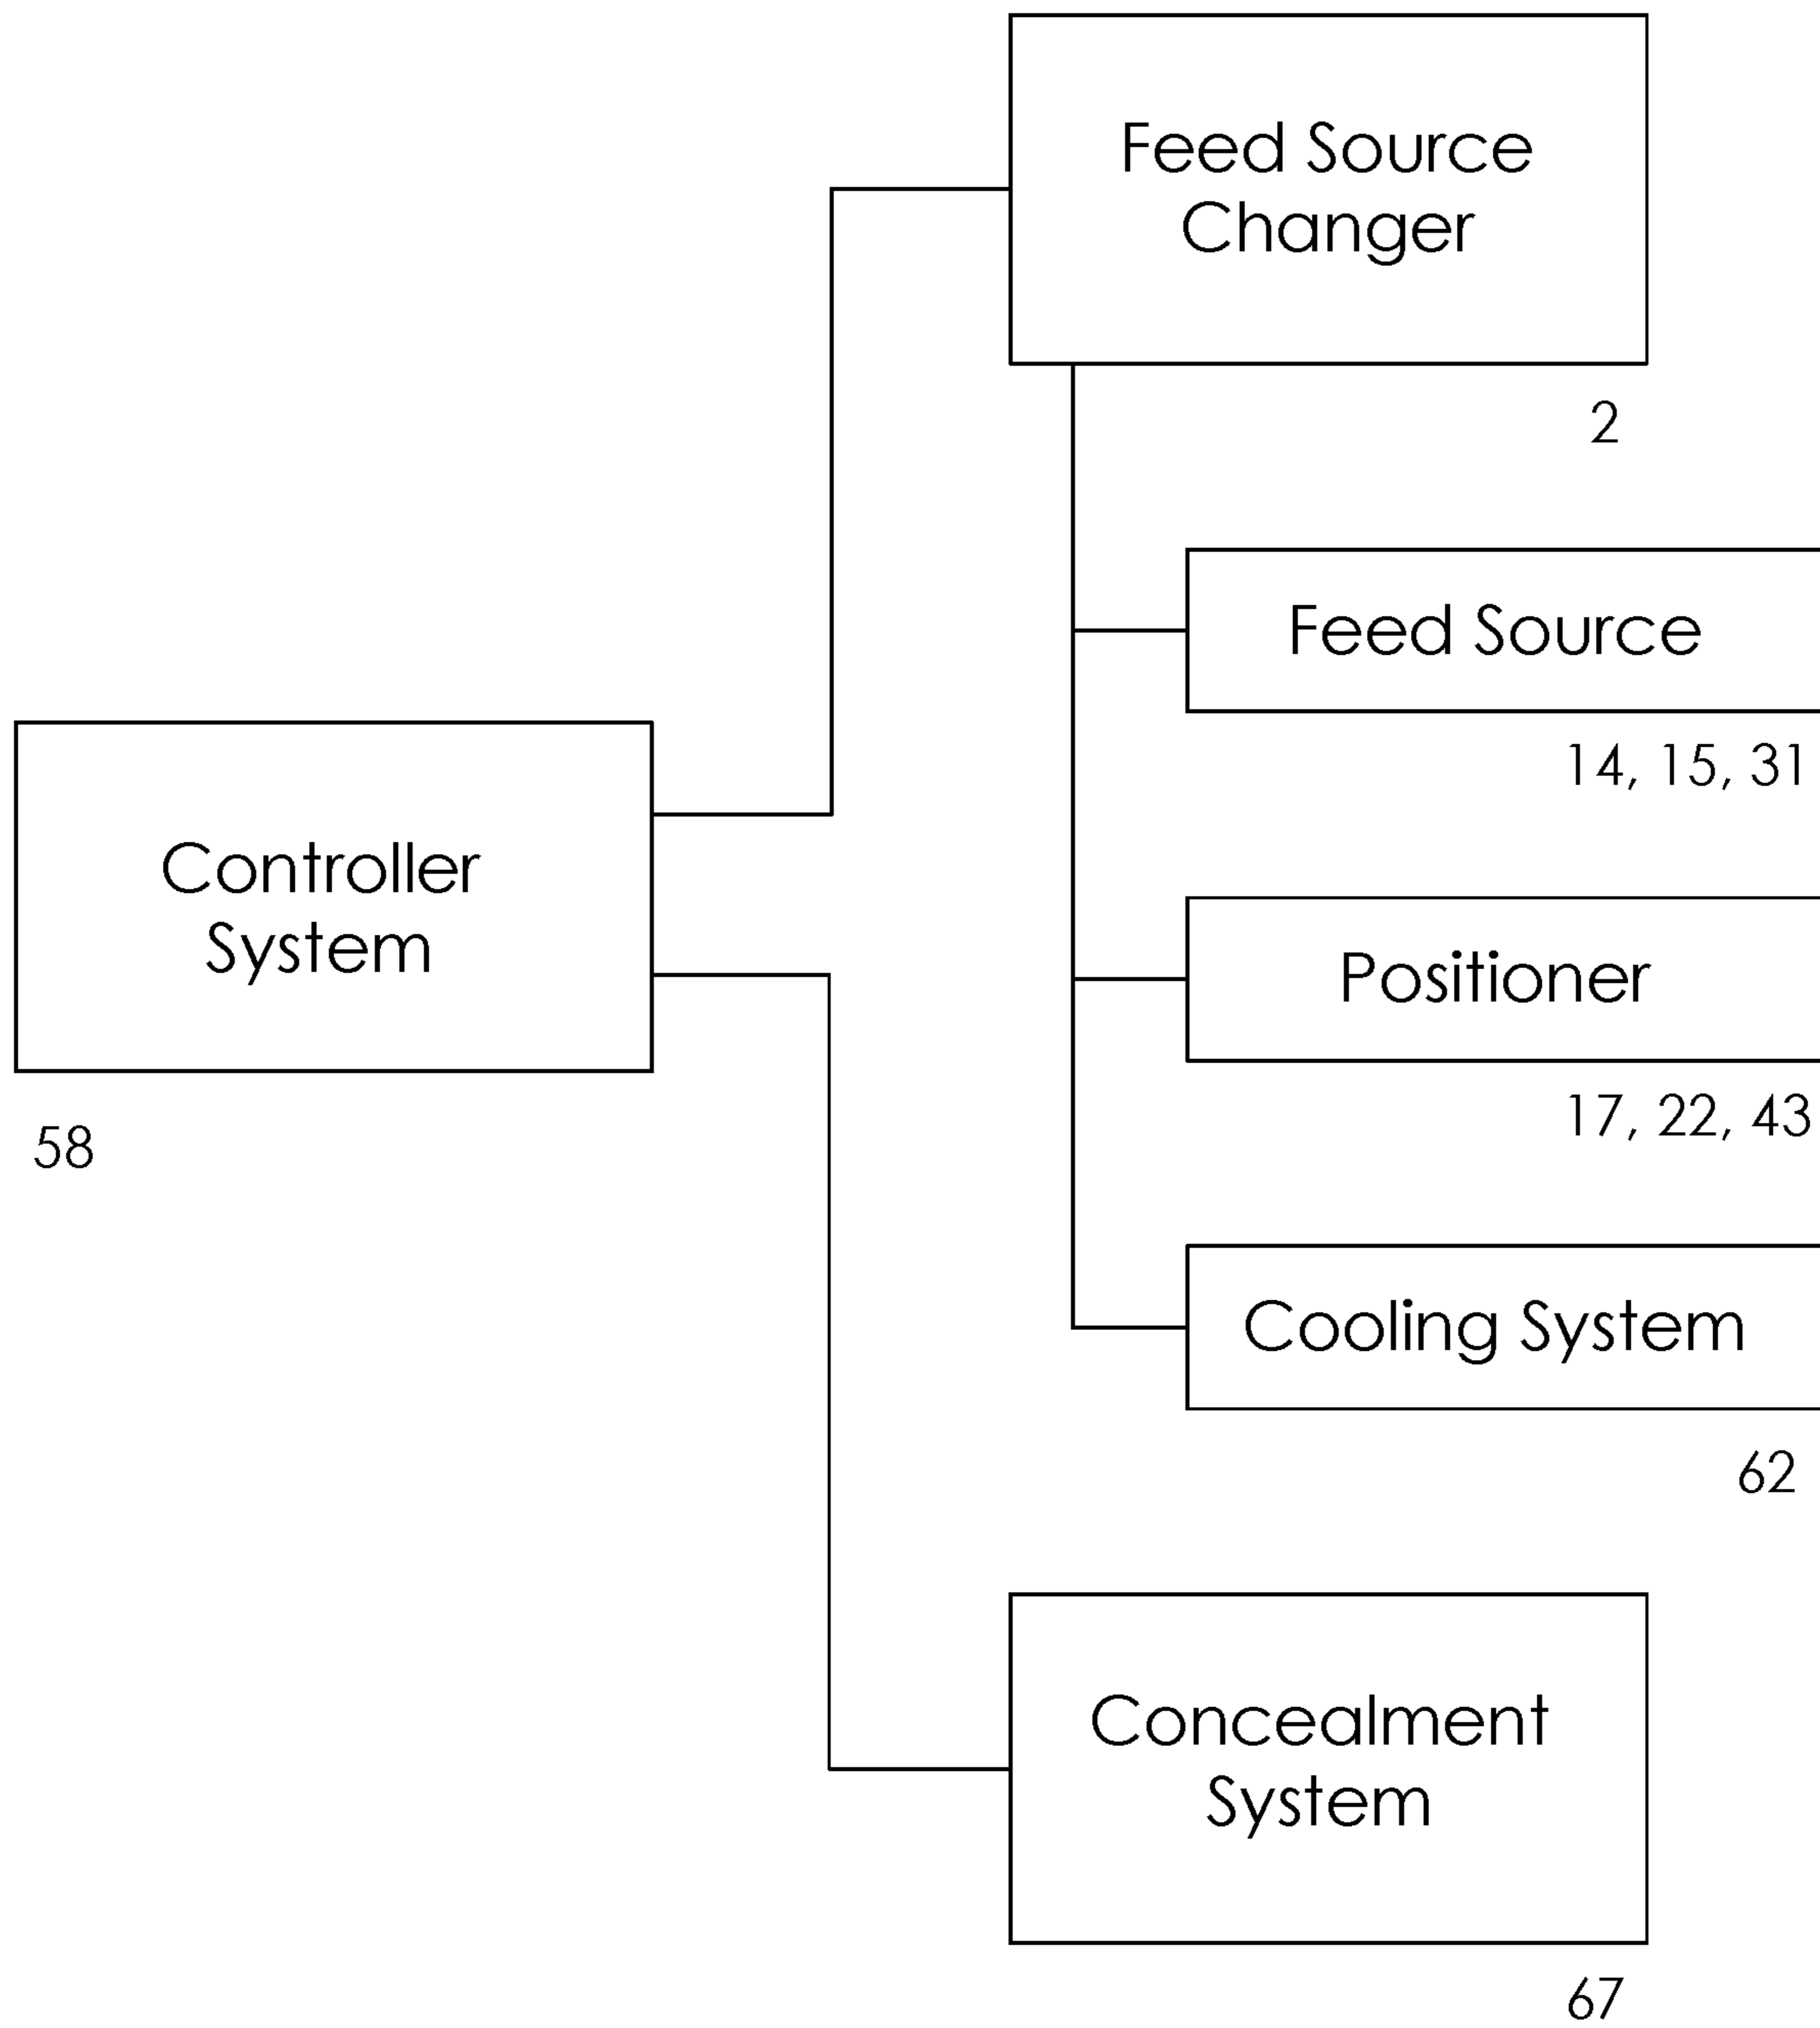 Feed Source
Changer
2
Feed Source
14, 15, 31
Controller
System
58
Positioner
17, 22, 43
Cooling System
62
Concealment
System
67